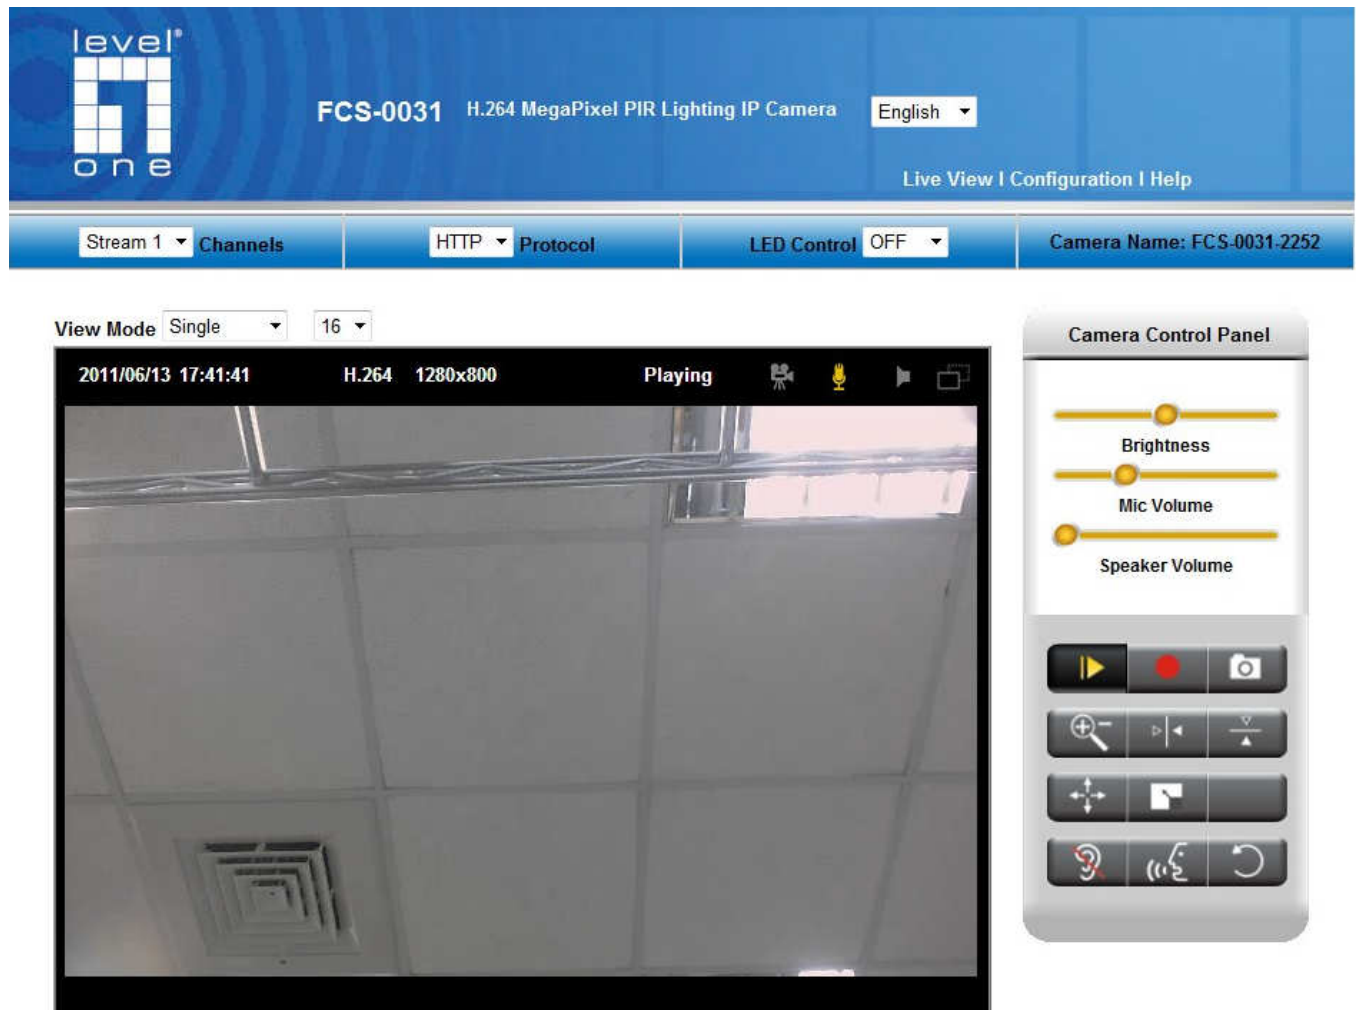 level®
one
FCS-0031 H.264 MegaPixel PIR Lighting IP Camera English
Live View I Configuration I Help
Stream 1 Channels HTTP Protocol LED Control OFF Camera Name: FCS-0031-2252
View Mode Single 16
Camera Control Panel
2011/06/13 17:41:41 H.264 1280x800 Playing
Brightness
Mic Volume
Speaker Volume